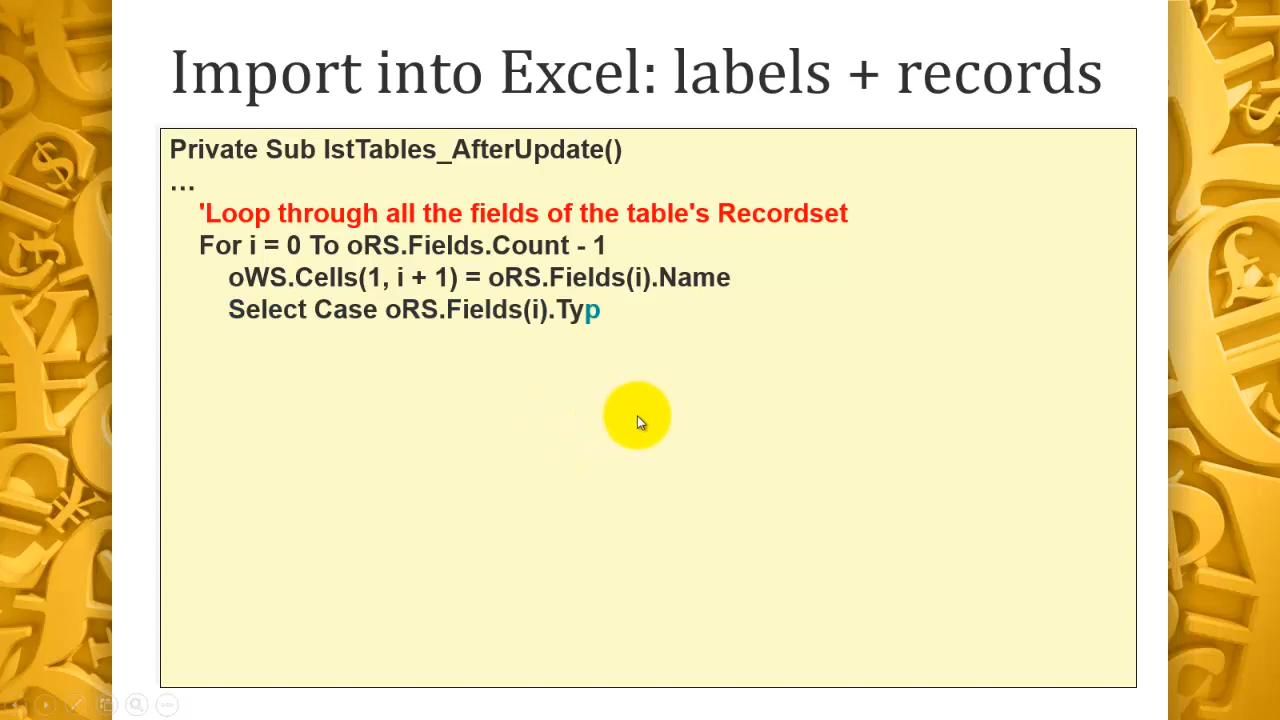 Import into Excel: labels + records
Private Sub lstTables_AfterUpdate()
…
'Loop through all the fields of the table's Recordset
For i = 0 To oRS.Fields.Count - 1
oWS.Cells(1, i + 1) = oRS.Fields(i).Name
Select Case oRS.Fields(i).Typ